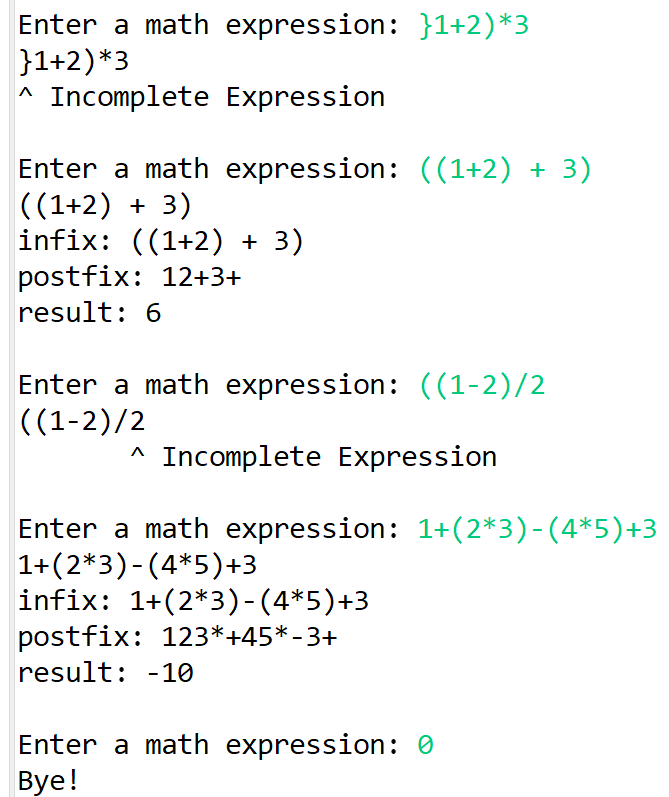 Enter a math expression: }1+2)*3
}1+2)*3
^ Incomplete Expression
Enter a math expression: ((1+2) + 3)
((1+2) + 3)
infix: ((1+2) + 3)
postfix: 12+3+
result: 6
Enter a math expression: ((1-2)/2
((1-2)/2
       ^ Incomplete Expression
Enter a math expression: 1+(2*3)-(4*5)+3
1+(2*3)-(4*5)+3
infix: 1+(2*3)-(4*5)+3
postfix: 123*+45*-3+
result: -10
Enter a math expression: 0
Bye!